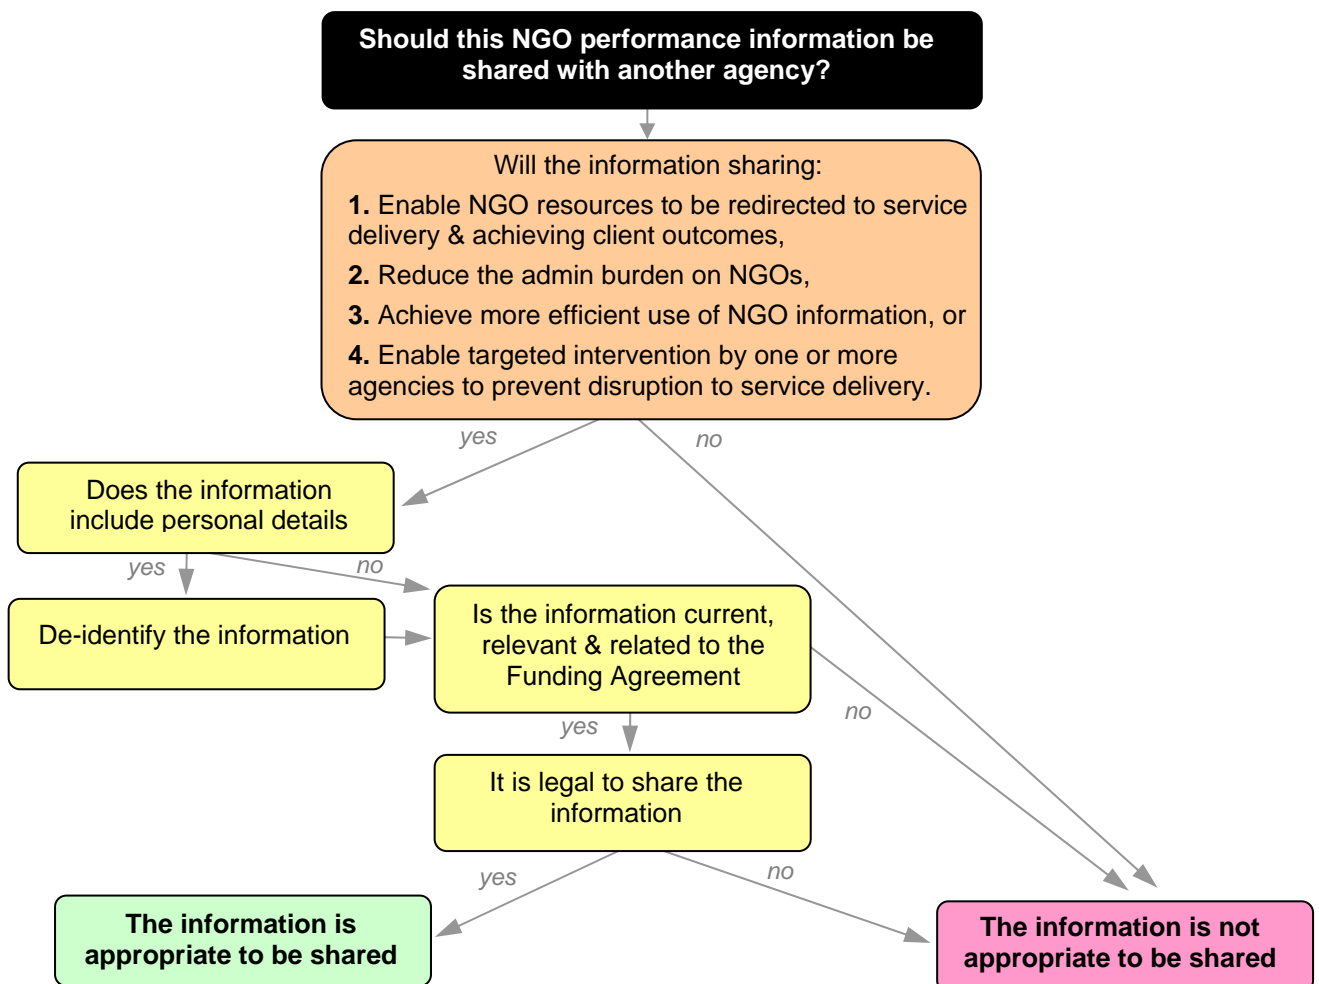 Should this NGO performance information be
shared with another agency?
Will the information sharing:
1. Enable NGO resources to be redirected to service
delivery & achieving client outcomes,
2. Reduce the admin burden on NGOs,
3. Achieve more efficient use of NGO information, or
4. Enable targeted intervention by one or more
agencies to prevent disruption to service delivery.
yes
no
Does the information
include personal details
yes
no
De-identify the information
Is the information current,
relevant & related to the
Funding Agreement
no
yes
It is legal to share the
information
yes
no
The information is
appropriate to be shared
The information is not
appropriate to be shared